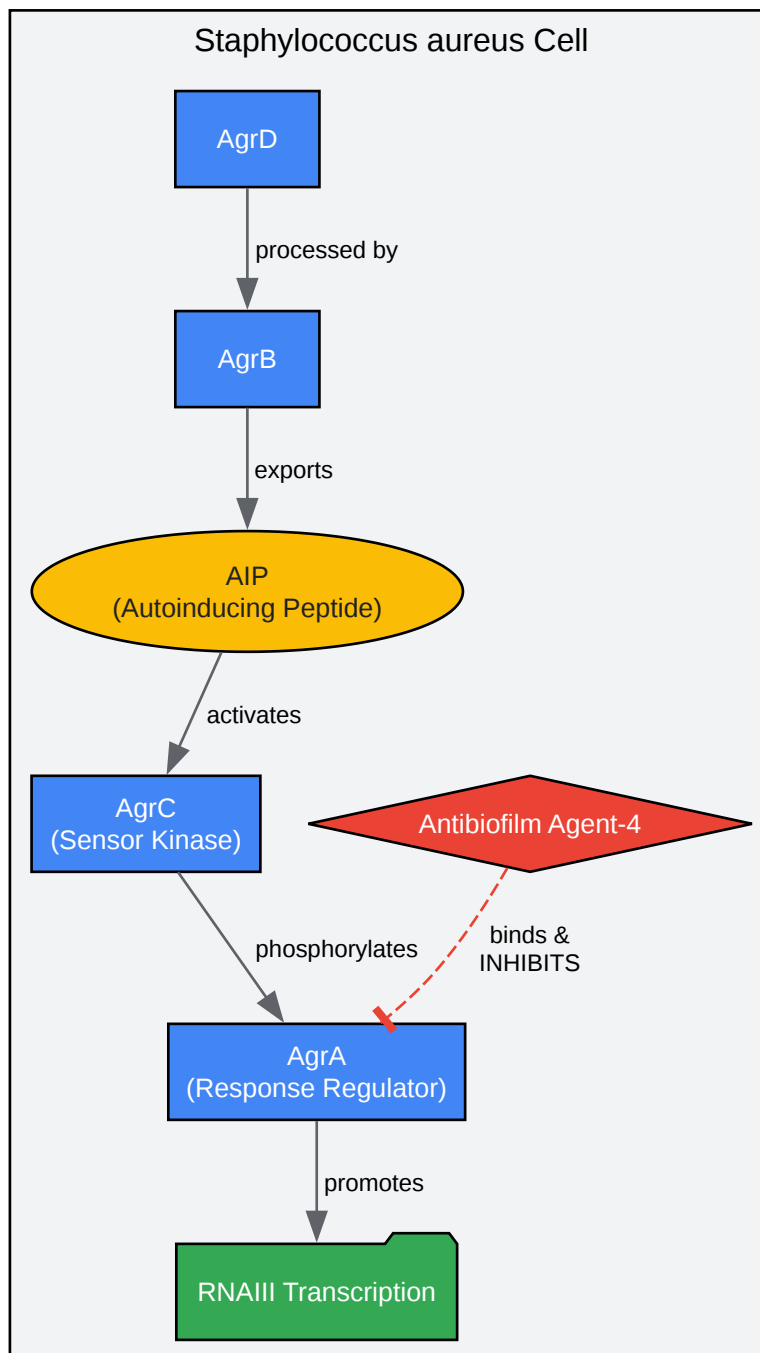 Staphylococcus aureus Cell
AgrD
processed by
AgrB
exports
AIP
(Autoinducing Peptide)
activates
AgrC
(Sensor Kinase)
Antibiofilm Agent-4
phosphorylates
binds &
INHIBITS
AgrA
(Response Regulator)
promotes
RNAIII Transcription